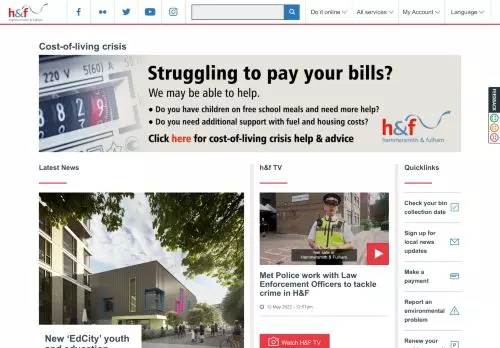 h&f
hammersmith & fulham
Do it online
All services
My Account
Language
Cost-of-living crisis
Struggling to pay your bills?
We may be able to help.
• Do you have children on free school meals and need more help?
• Do you need additional support with fuel and housing costs?
Click here for cost-of-living crisis help & advice
h&f
hammersmith & fulham
220 V 5(60) A
FEEDBACK
Latest News
New ‘EdCity’ youth
and education
h&f TV
Hammersmith & Fulham.
Met Police work with Law
Enforcement Officers to tackle
crime in H&F
12 May 2022 - 12:57pm
Watch H&F TV
Quicklinks
Check your bin
collection date
Sign up for
local news
updates
Make a
payment
Report an
environmental
problem
Renew your